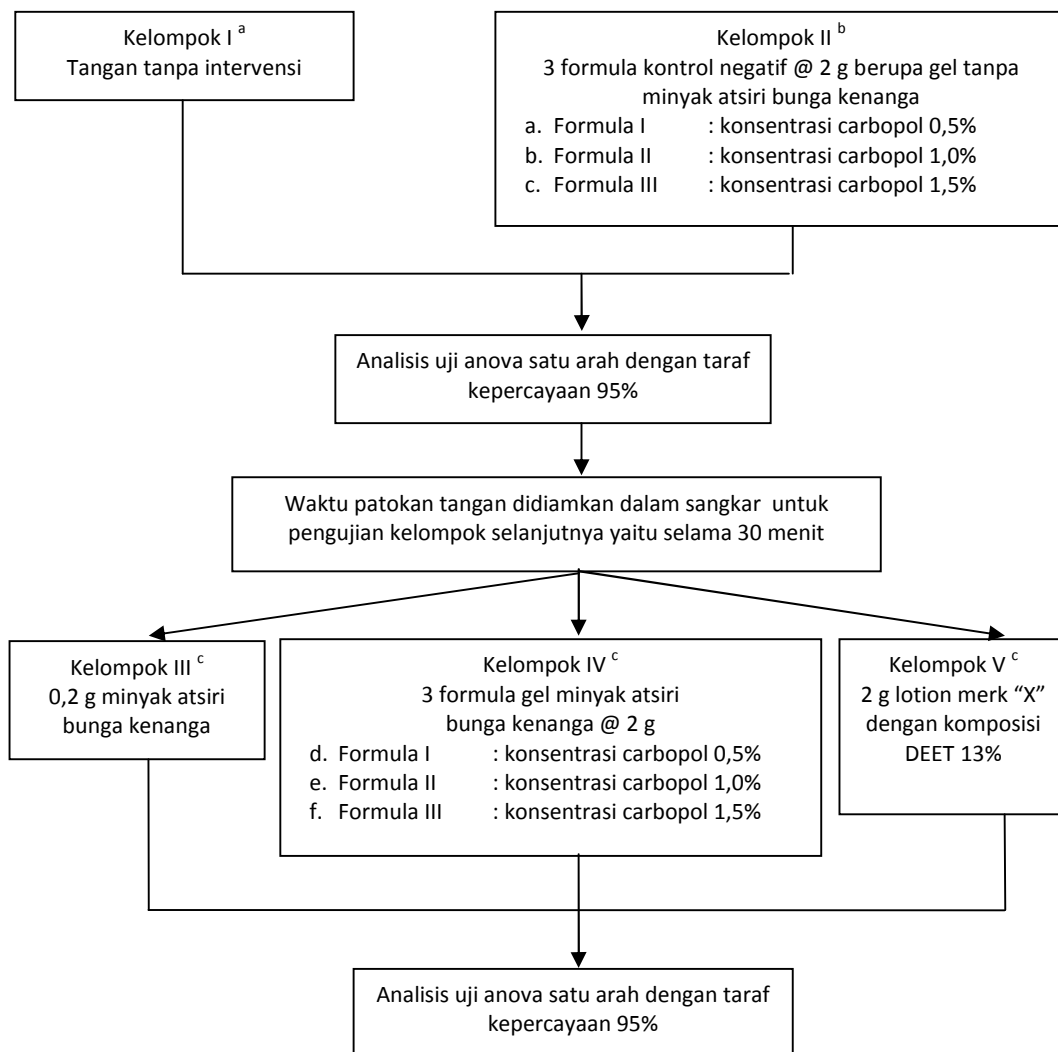 Kelompok I a
Tangan tanpa intervensi
Kelompok II b
3 formula kontrol negatif @ 2 g berupa gel tanpa
minyak atsiri bunga kenanga
a. Formula I : konsentrasi carbopol 0,5%
b. Formula II : konsentrasi carbopol 1,0%
c. Formula III : konsentrasi carbopol 1,5%
Analisis uji anova satu arah dengan taraf
kepercayaan 95%
Waktu patokan tangan didiamkan dalam sangkar untuk
pengujian kelompok selanjutnya yaitu selama 30 menit
Kelompok III c
0,2 g minyak atsiri
bunga kenanga
Kelompok IV c
3 formula gel minyak atsiri
bunga kenanga @ 2 g
d. Formula I : konsentrasi carbopol 0,5%
e. Formula II : konsentrasi carbopol 1,0%
f. Formula III : konsentrasi carbopol 1,5%
Kelompok V c
2 g lotion merk “X”
dengan komposisi
DEET 13%
Analisis uji anova satu arah dengan taraf
kepercayaan 95%